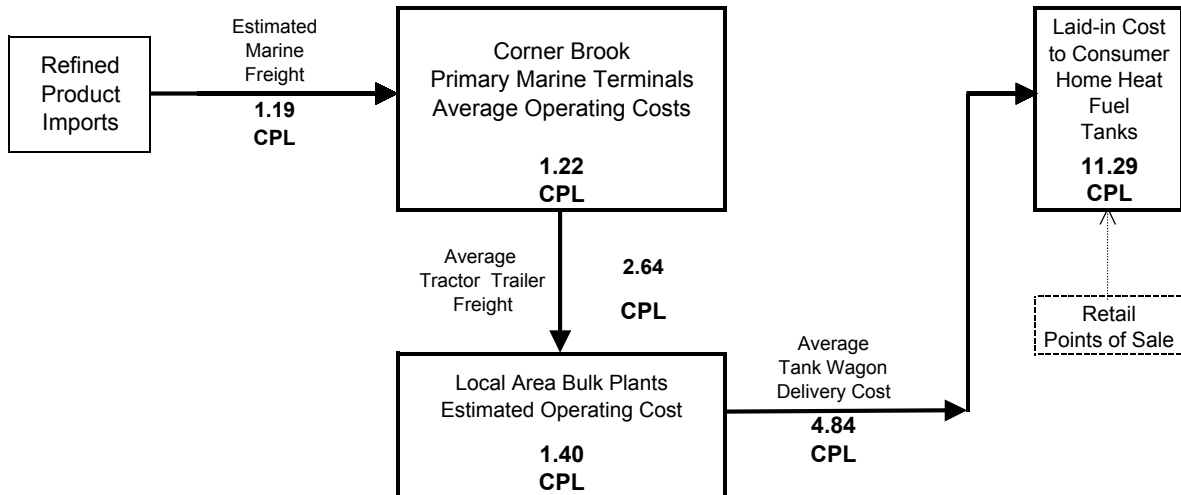 Refined
Product
Imports
Estimated
Marine
Freight
1.19
CPL
Corner Brook
Primary Marine Terminals
Average Operating Costs
1.22
CPL
Average
Tractor Trailer
Freight
2.64
CPL
Local Area Bulk Plants
Estimated Operating Cost
1.40
CPL
Average
Tank Wagon
Delivery Cost
4.84
CPL
Laid-in Cost
to Consumer
Home Heat
Fuel
Tanks
11.29
CPL
Retail
Points of Sale